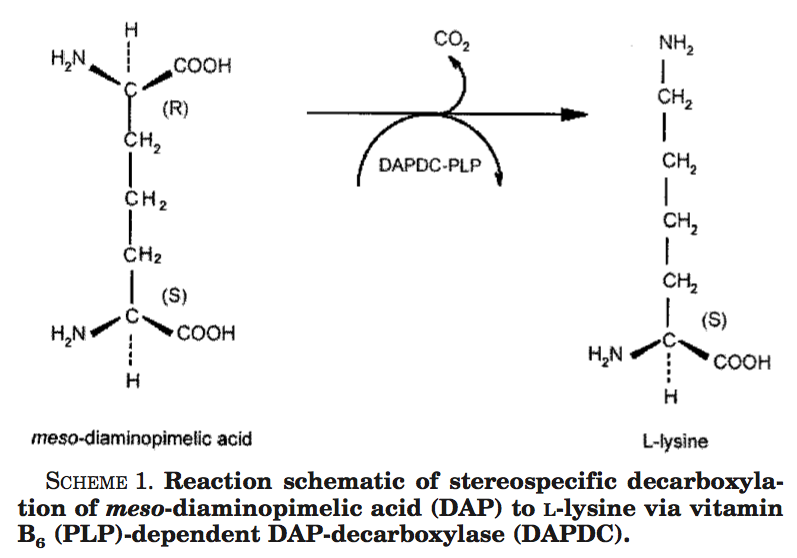 H
H₂N COOH
C
(R)
CH₂
CH₂
CH₂
(S)
C
H₂N COOH
H
meso-diaminopimelic acid
CO₂
DAPDC-PLP
NH₂
CH₂
CH₂
CH₂
CH₂
(S)
C
H₂N COOH
H
L-lysine
SCHEME 1. Reaction schematic of stereospecific decarboxyla-
tion of meso-diaminopimelic acid (DAP) to L-lysine via vitamin
B₆ (PLP)-dependent DAP-decarboxylase (DAPDC).